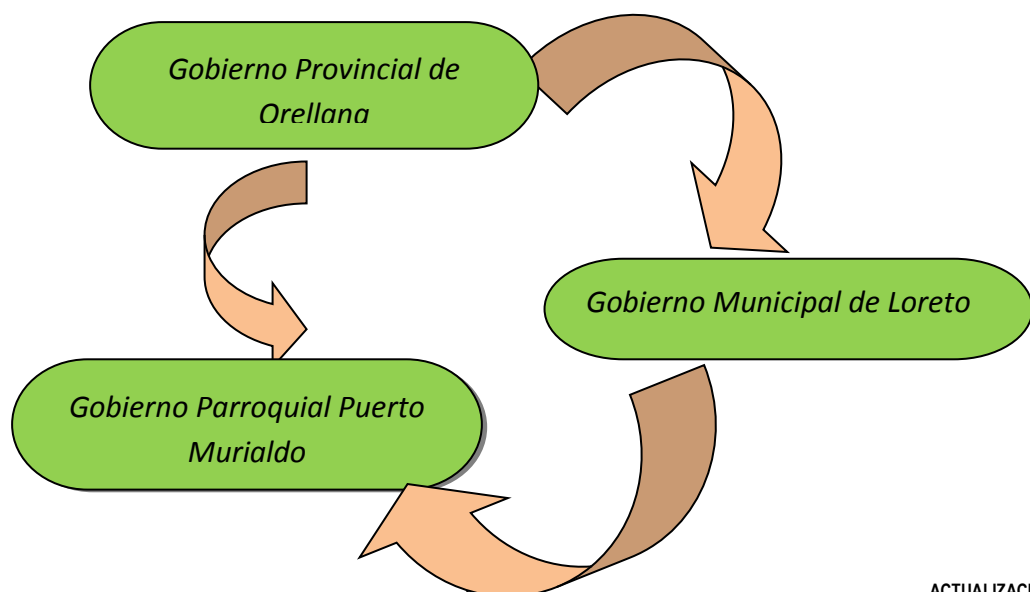 Gobierno Provincial de
Orellana
Gobierno Municipal de Loreto
Gobierno Parroquial Puerto
Murialdo